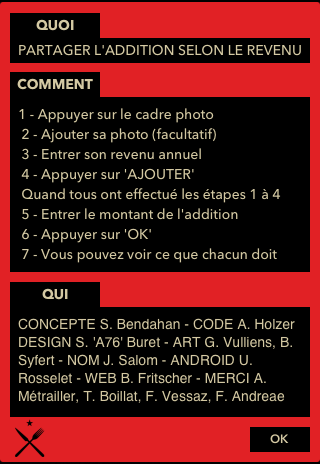 QUOI
PARTAGER L'ADDITION SELON LE REVENU
COMMENT
1 - Appuyer sur le cadre photo
2 - Ajouter sa photo (facultatif)
3 - Entrer son revenu annuel
4 - Appuyer sur 'AJOUTER'
Quand tous ont effectué les étapes 1 à 4
5 - Entrer le montant de l'addition
6 - Appuyer sur 'OK'
7 - Vous pouvez voir ce que chacun doit
QUI
CONCEPTE S. Bendahan - CODE A. Holzer
DESIGN S. 'A76' Buret - ART G. Vulliens, B.
Syfert - NOM J. Salom - ANDROID U.
Rosselet - WEB B. Fritscher - MERCI A.
Métrailler, T. Boillat, F. Vessaz, F. Andreae
OK